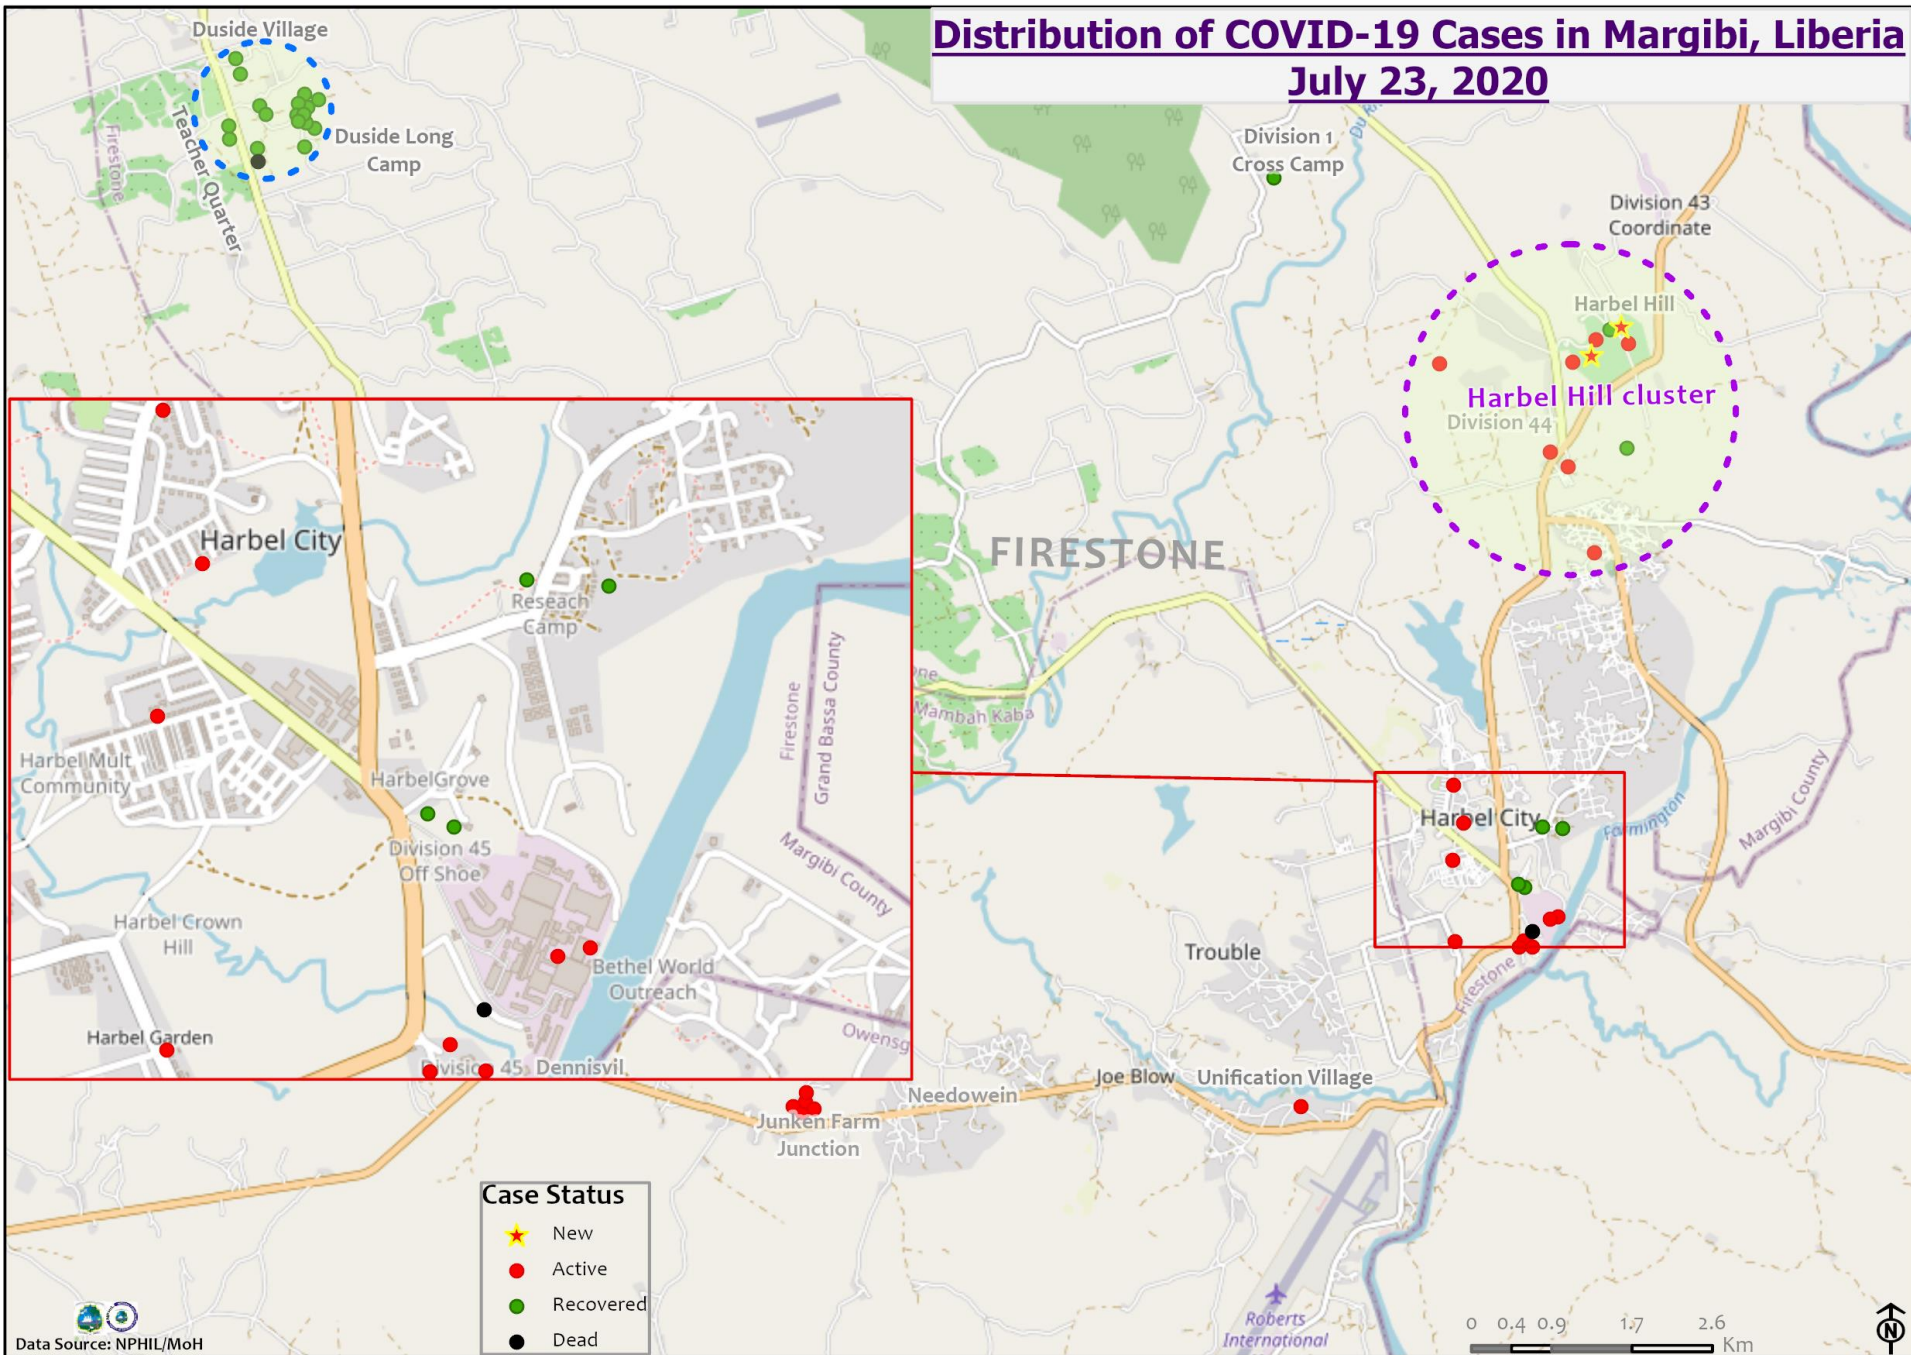 Distribution of COVID-19 Cases in Margibi, Liberia
July 23, 2020
Duside Village
Firestone
Teacher Quarter
Duside Long
Camp
Division 1
Cross Camp
Division 43
Coordinate
Harbel Hill
Harbel Hill cluster
Division 44
FIRESTONE
Harbel City
Reseach
Camp
Firestone
Grand Bassa County
Harbel Mult
Community
HarbelGrove
Division 45
Off Shoe
Margibi County
Harbel Crown
Hill
Bethel World
Outreach
Owensg
Harbel Garden
Division 45
Dennisvil
one
Mambah Kaba
Harbel City
Farmington
Margibi County
Trouble
Firestone
Joe Blow
Unification Village
Needowein
Junken Farm
Junction
Roberts
International
Case Status
New
Active
Recovered
Dead
Data Source: NPHIL/MoH
0 0.4 0.9 1.7 2.6
Km
N